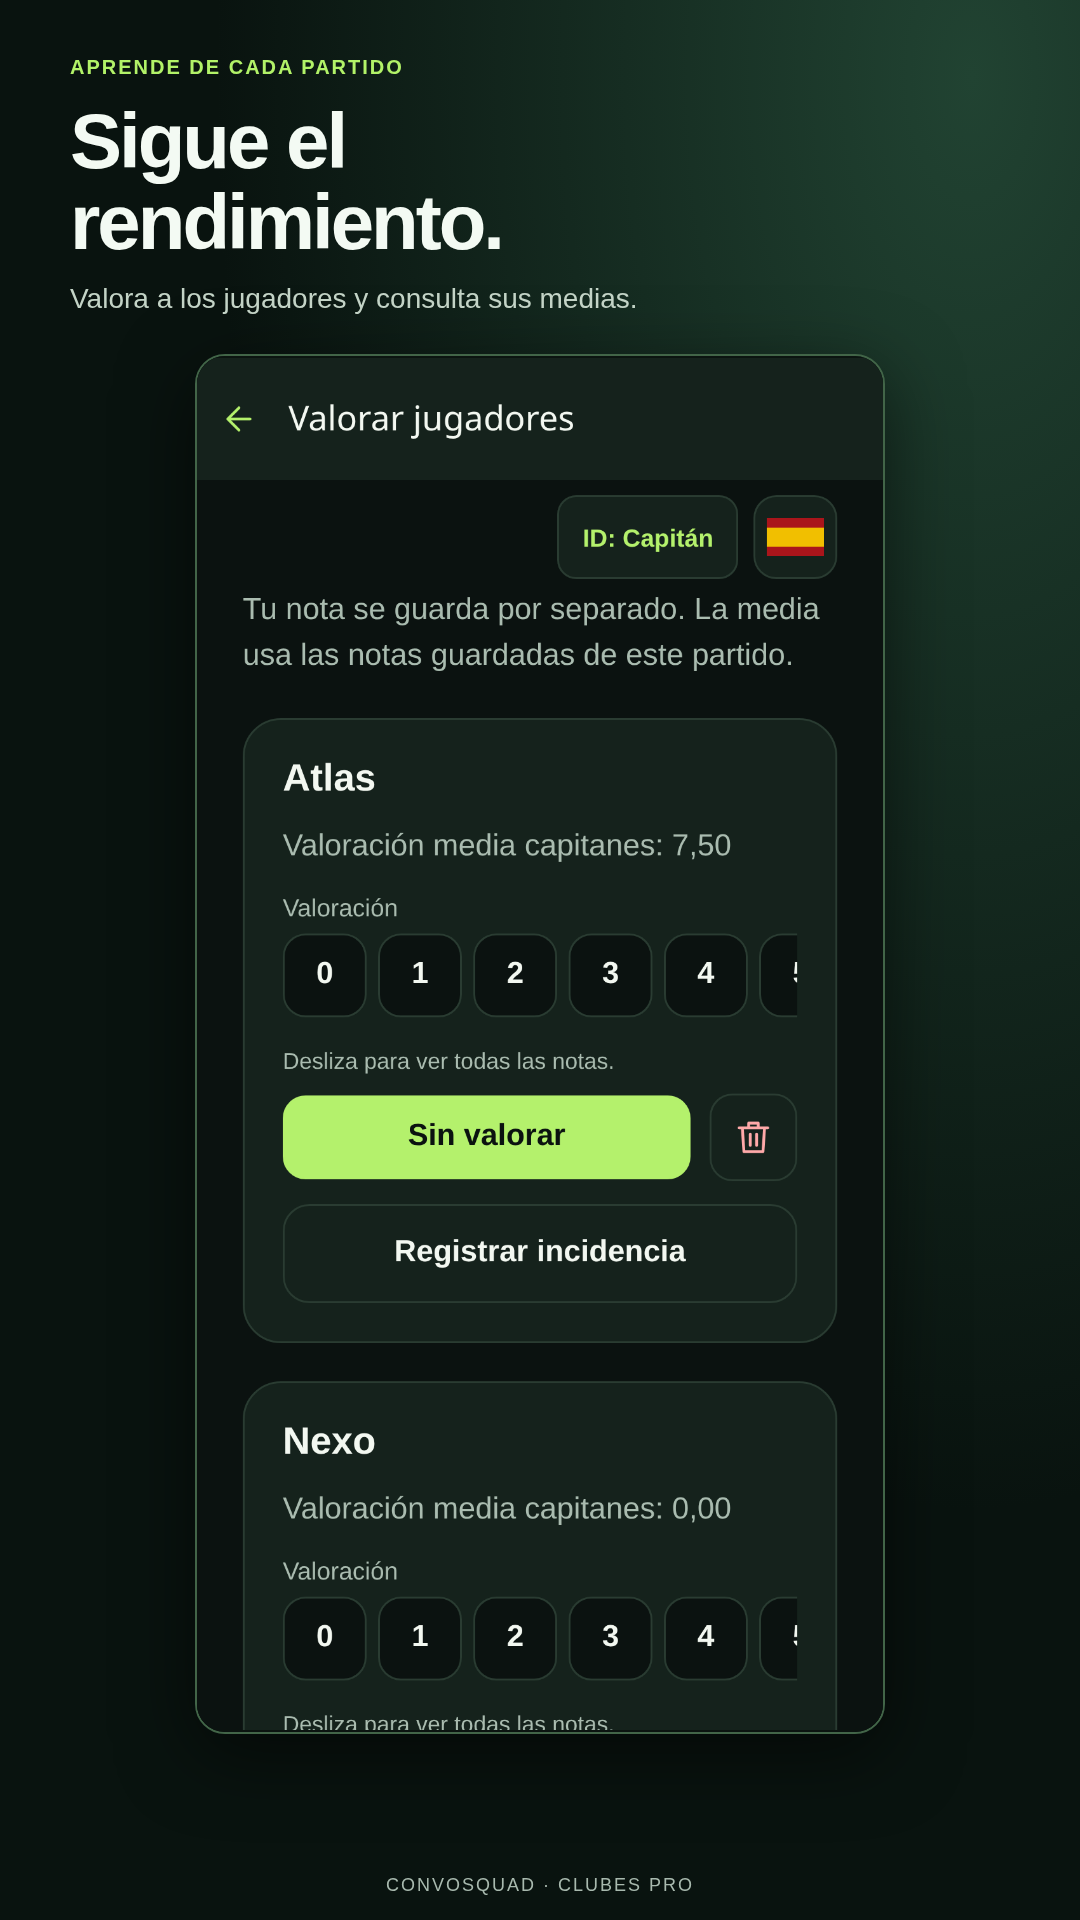 APRENDE DE CADA PARTIDO
Sigue el
rendimiento.
Valora a los jugadores y consulta sus medias.
Valorar jugadores
ID: Capitán
Tu nota se guarda por separado. La media
usa las notas guardadas de este partido.
Atlas
Valoración media capitanes: 7,50
Valoración
0 1 2 3 4 5
Desliza para ver todas las notas.
Sin valorar
Registrar incidencia
Nexo
Valoración media capitanes: 0,00
Valoración
0 1 2 3 4 5
Desliza para ver todas las notas.
CONVOSQUAD · CLUBES PRO